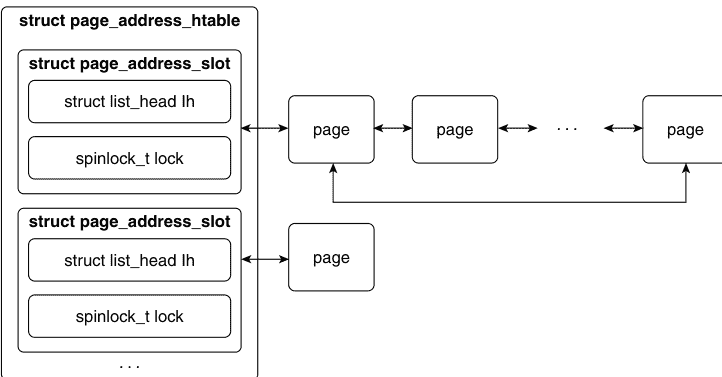 struct page_address_htable
struct page_address_slot
struct list_head lh
spinlock_t lock
page
page
. . .
page
struct page_address_slot
struct list_head lh
spinlock_t lock
page
. . .